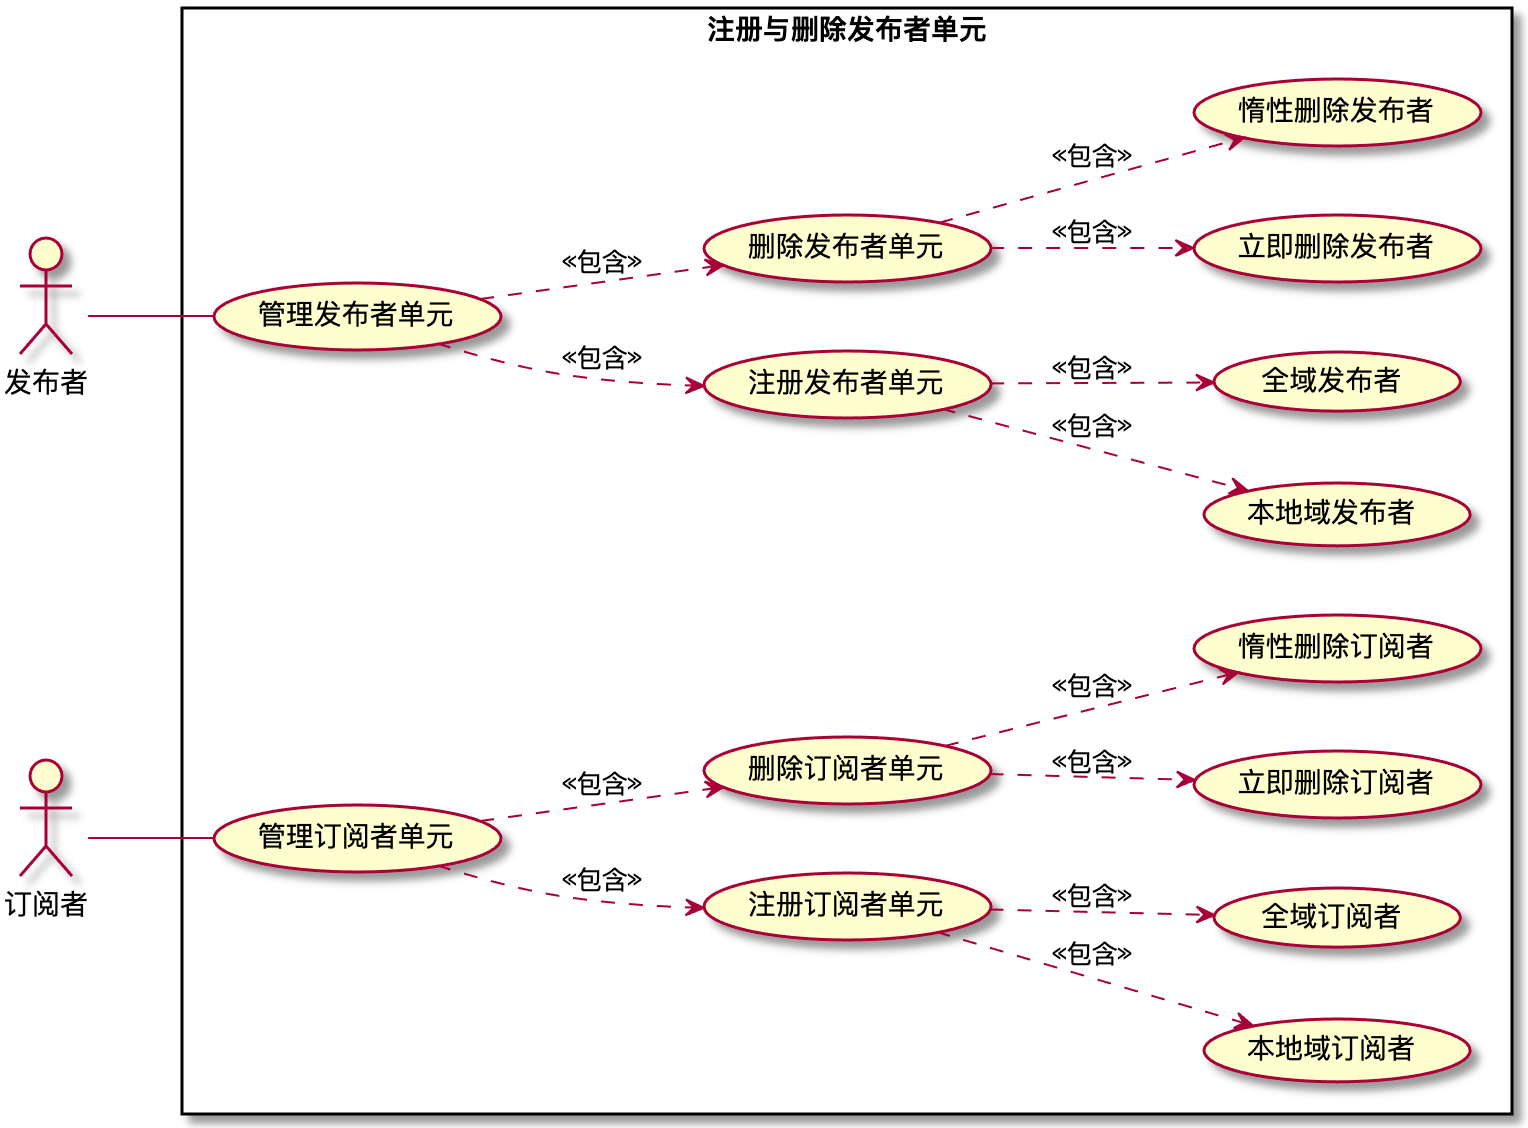 注册与删除发布者单元
惰性删除发布者
《包含》
立即删除发布者
《包含》
删除发布者单元
《包含》
管理发布者单元
《包含》
注册发布者单元
《包含》
全域发布者
《包含》
本地域发布者
发布者
惰性删除订阅者
《包含》
立即删除订阅者
《包含》
删除订阅者单元
《包含》
管理订阅者单元
《包含》
注册订阅者单元
《包含》
全域订阅者
《包含》
本地域订阅者
订阅者